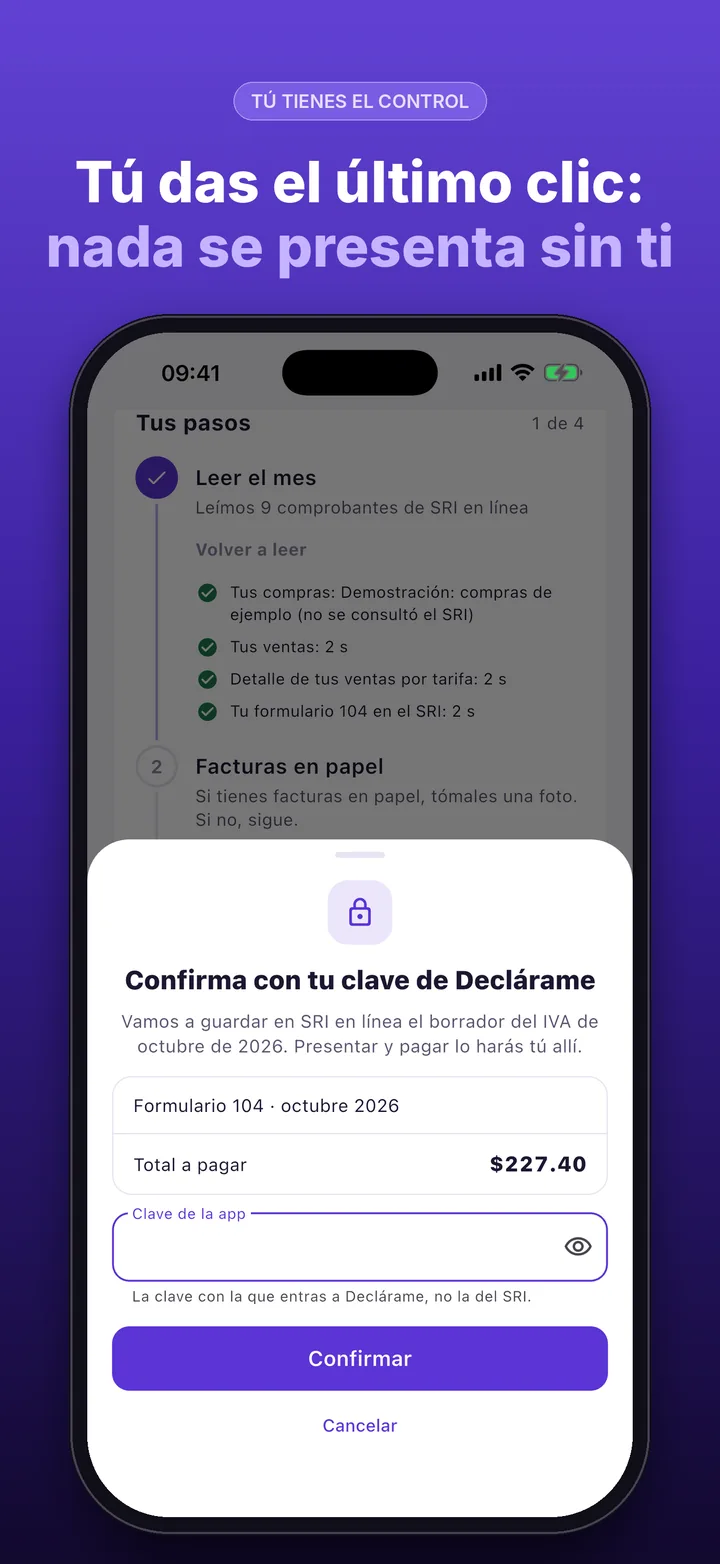 TÚ TIENES EL CONTROL
Tú das el último clic:
nada se presenta sin ti
09:41
Tus pasos
1 de 4
Leer el mes
Leímos 9 comprobantes de SRI en línea
Volver a leer
Tus compras: Demostración: compras de
ejemplo (no se consultó el SRI)
Tus ventas: 2 s
Detalle de tus ventas por tarifa: 2 s
Tu formulario 104 en el SRI: 2 s
2
Facturas en papel
Si tienes facturas en papel, tómales una foto.
Si no, sigue.
Confirma con tu clave de Declárame
Vamos a guardar en SRI en línea el borrador del IVA de
octubre de 2026. Presentar y pagar lo harás tú allí.
Formulario 104 · octubre 2026
Total a pagar
$227.40
Clave de la app
La clave con la que entras a Declárame, no la del SRI.
Confirmar
Cancelar